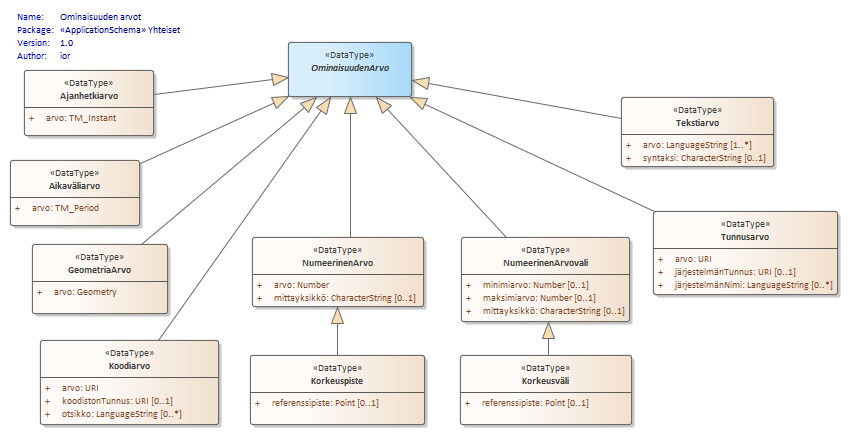 Name: Ominaisuuden arvot
Package: «ApplicationSchema» Yhteiset
Version: 1.0
Author: ior
«DataType»
OminaisuudenArvo
«DataType»
Ajanhetkiarvo
+ arvo: TM_Instant
«DataType»
Tekstiarvo
+ arvo: LanguageString [1..*]
+ syntaksi: CharacterString [0..1]
«DataType»
Aikaväliarvo
+ arvo: TM_Period
«DataType»
Tunnusarvo
+ arvo: URI
+ järjestelmänTunnus: URI [0..1]
+ järjestelmänNimi: LanguageString [0..*]
«DataType»
GeometriaArvo
+ arvo: Geometry
«DataType»
NumeerinenArvo
+ arvo: Number
+ mittayksikkö: CharacterString [0..1]
«DataType»
NumeerinenArvovali
+ minimiarvo: Number [0..1]
+ maksimiarvo: Number [0..1]
+ mittayksikkö: CharacterString [0..1]
«DataType»
Koodiarvo
+ arvo: URI
+ koodistonTunnus: URI [0..1]
+ otsikko: LanguageString [0..*]
«DataType»
Korkeuspiste
+ referenssipiste: Point [0..1]
«DataType»
Korkeusväli
+ referenssipiste: Point [0..1]